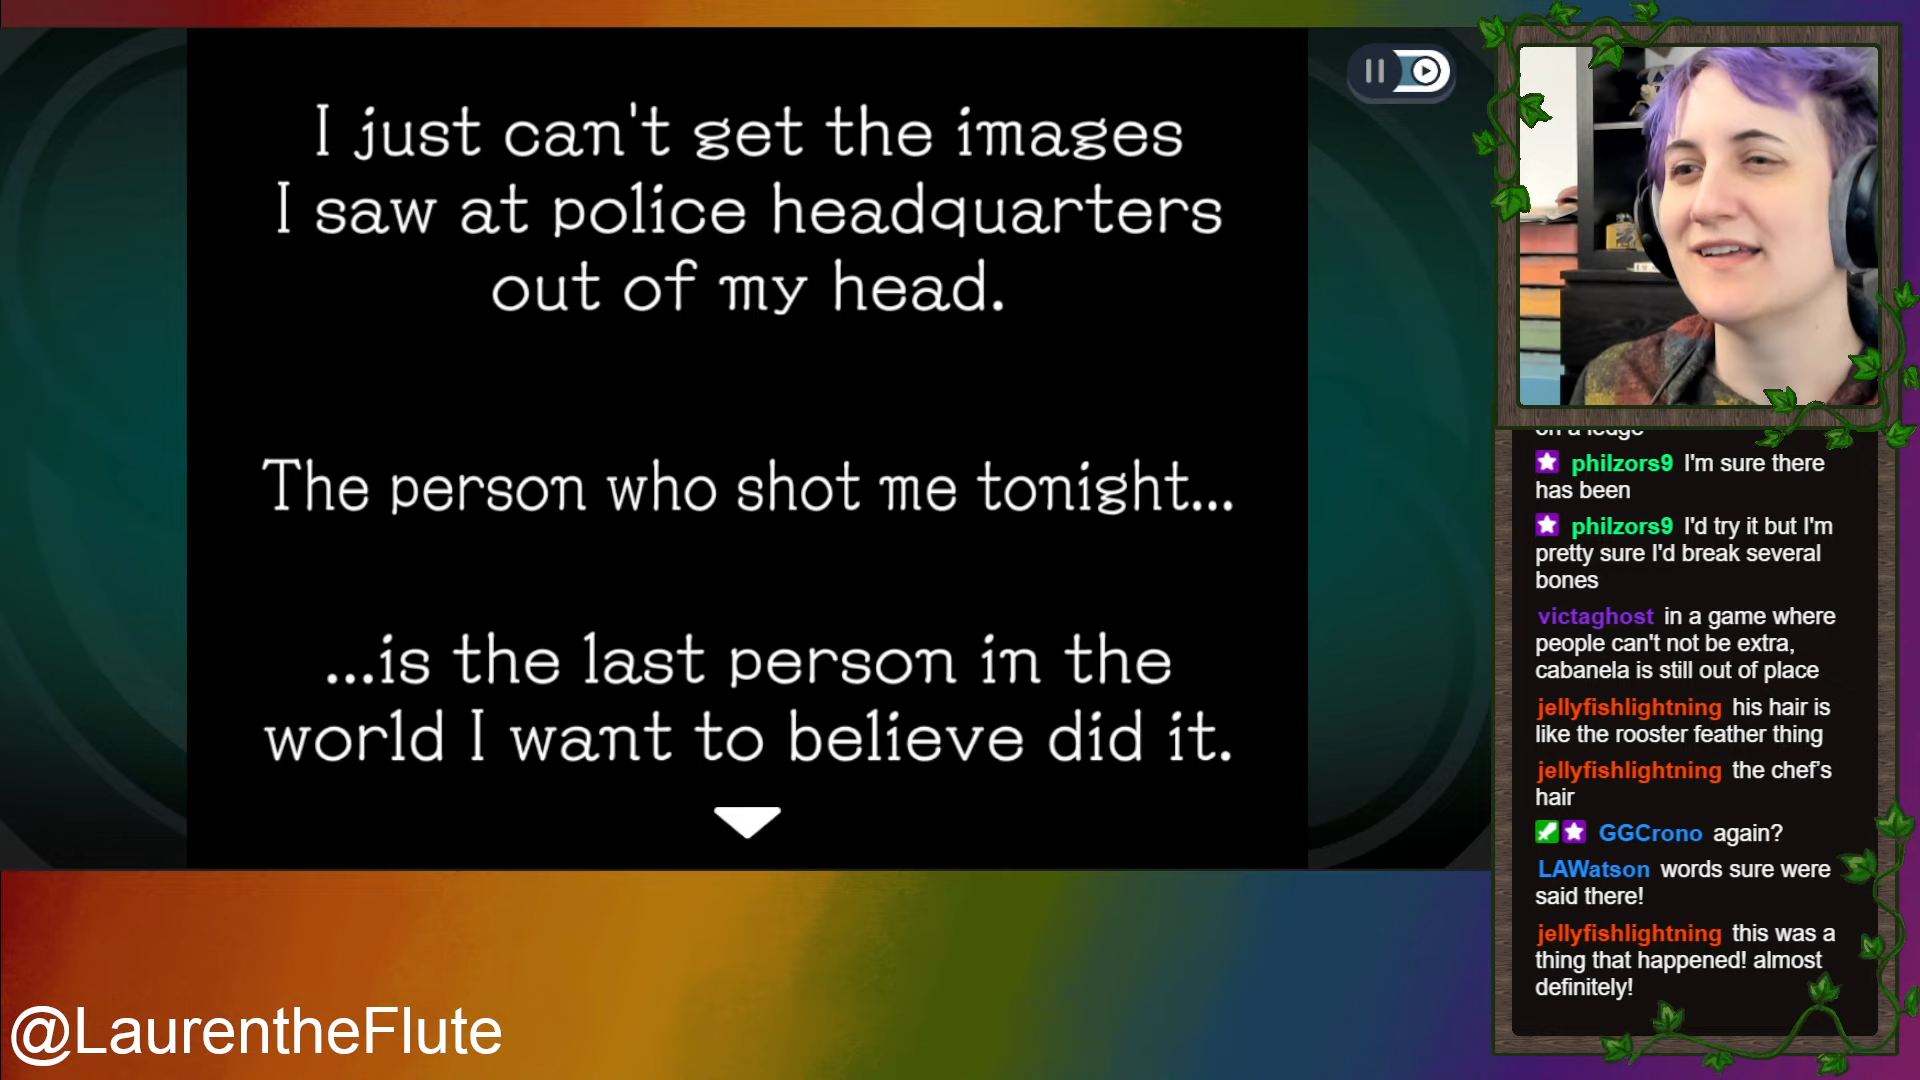 I just can't get the images
I saw at police headquarters
out of my head.
The person who shot me tonight...
...is the last person in the
world I want to believe did it.
on a ledge
philzors9 I'm sure there
has been
philzors9 I'd try it but I'm
pretty sure I'd break several
bones
victaghost in a game where
people can't not be extra,
cabanela is still out of place
jellyfishlightning his hair is
like the rooster feather thing
jellyfishlightning the chef's
hair
GGCrono again?
LAWatson words sure were
said there!
jellyfishlightning this was a
thing that happened! almost
definitely!
@LaurentheFlute